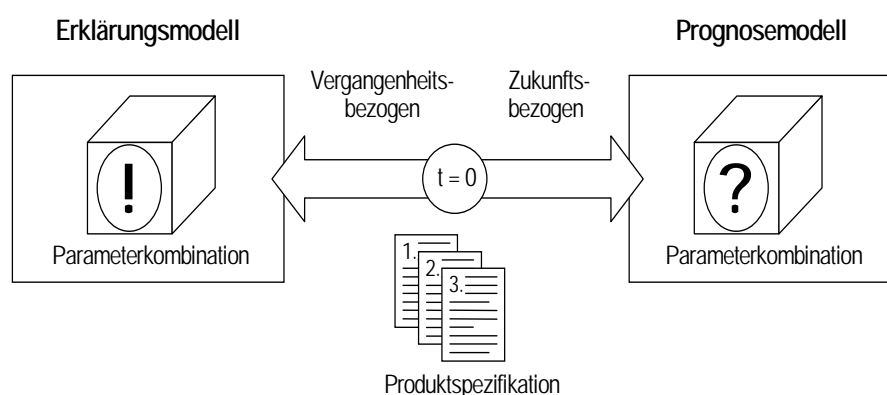 Erklärungsmodell
Prognosemodell
Vergangenheits-
bezogen
Zukunfts-
bezogen
!
t = 0
?
Parameterkombination
Parameterkombination
1.
2.
3.
Produktspezifikation